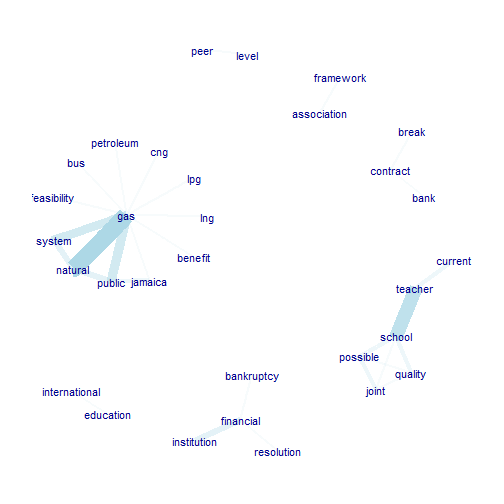 peer
level
framework
association
break
petroleum
cng
bus
contract
lpg
feasibility
bank
gas
lng
system
benefit
current
natural
public
jamaica
teacher
school
possible
quality
bankruptcy
joint
international
education
financial
institution
resolution